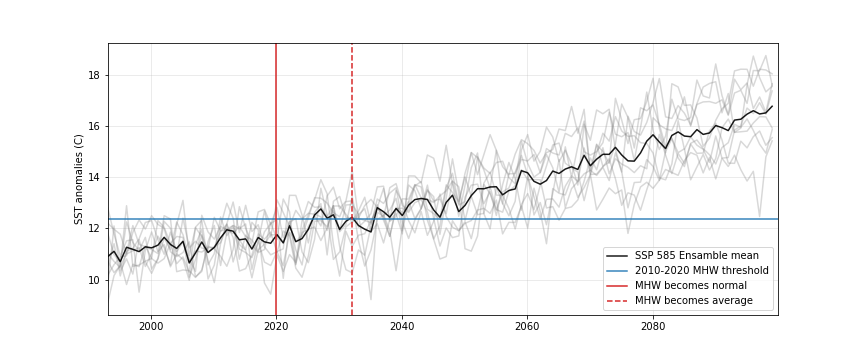 18
16
14
12
10
SST anomalies (C)
2000
2020
2040
2060
2080
SSP 585 Ensamble mean
2010-2020 MHW threshold
MHW becomes normal
MHW becomes average